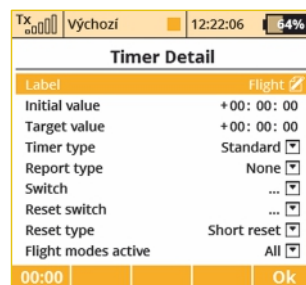 Tx Výchozí 12:22:06 64%
Timer Detail
Label Flight
Initial value +00: 00: 00
Target value +00: 00: 00
Timer type Standard
Report type None
Switch ...
Reset switch ...
Reset type Short reset
Flight modes active All
00:00 Ok